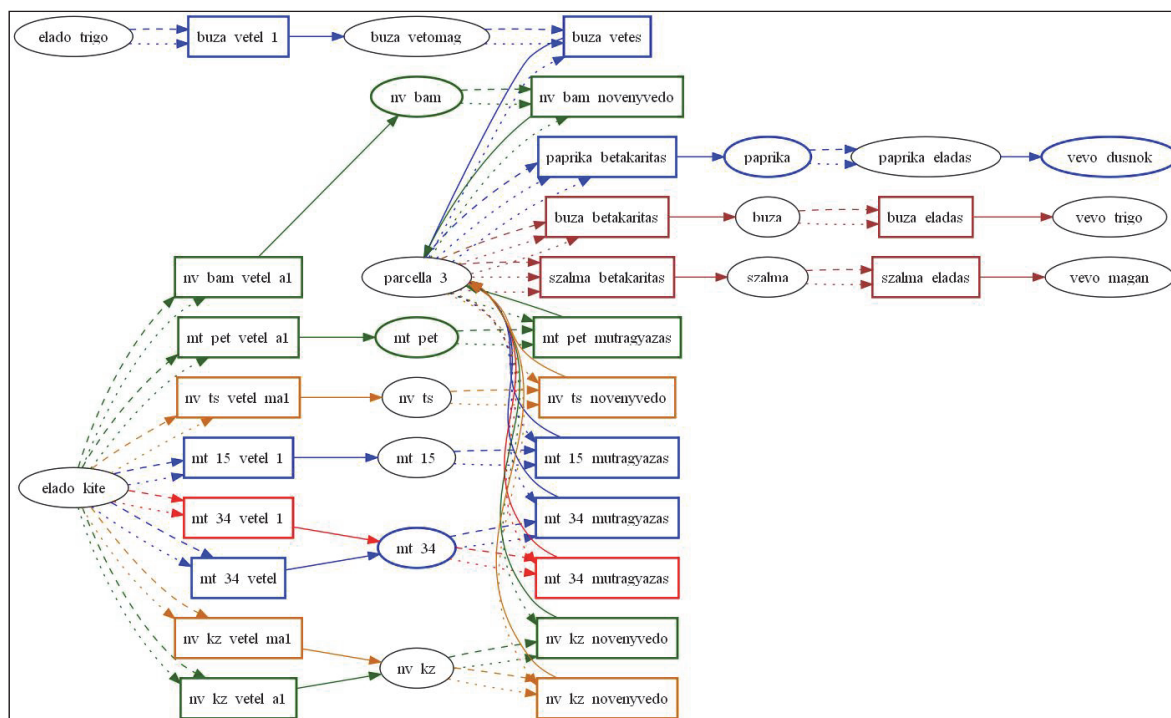 elado trigo
buza vetel 1
buza vetomag
buza vetes
nv bam
nv bam novenyvedo
paprika betakaritas
paprika
paprika eladas
vevo dusnok
buza betakaritas
buza
buza eladas
vevo trigo
nv bam vetel a1
parcella 3
szalma betakaritas
szalma
szalma eladas
vevo magan
mt pet vetel a1
mt pet
mt pet mutragyazas
nv ts vetel ma1
nv ts
nv ts novenyvedo
elado kite
mt 15 vetel 1
mt 15
mt 15 mutragyazas
mt 34 vetel 1
mt 34 mutragyazas
mt 34
mt 34 vetel
mt 34 mutragyazas
nv kz vetel ma1
nv kz novenyvedo
nv kz
nv kz vetel a1
nv kz novenyvedo